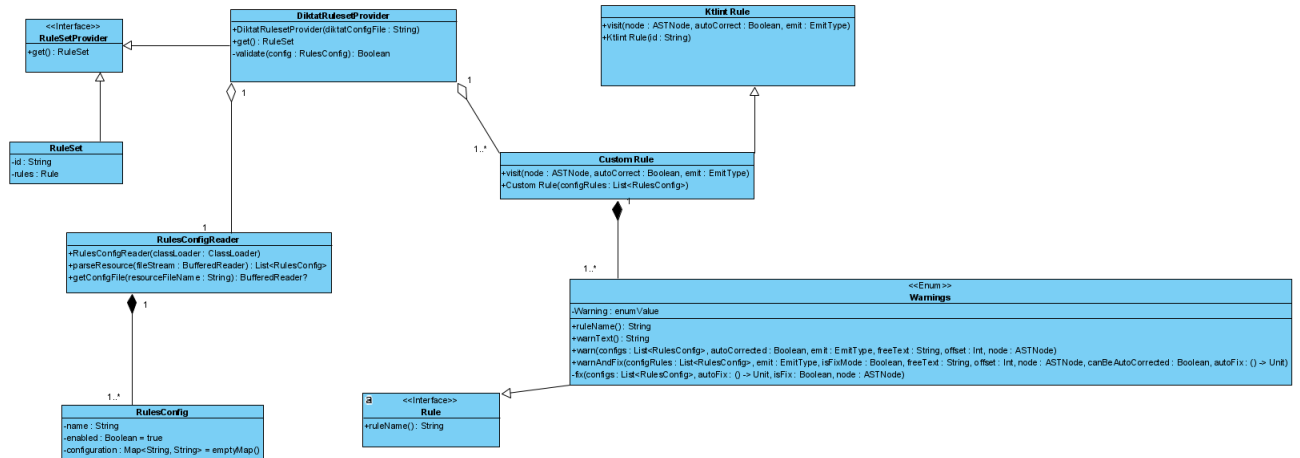 <<Interface>>
RuleSetProvider
+get() : RuleSet
DiktatRulesetProvider
+DiktatRulesetProvider(diktatConfigFile : String)
+get() : RuleSet
-validate(config : RulesConfig) : Boolean
Ktlint Rule
+visit(node : ASTNode, autoCorrect : Boolean, emit : EmitType)
+Ktlint Rule(id : String)
1
1
RuleSet
-id : String
-rules : Rule
1..*
Custom Rule
+visit(node : ASTNode, autoCorrect : Boolean, emit : EmitType)
+Custom Rule(configRules : List<RulesConfig>)
1
1
RulesConfigReader
+RulesConfigReader(classLoader : ClassLoader)
+parseResource(fileStream : BufferedReader) : List<RulesConfig>
+getConfigFile(resourceFileName : String) : BufferedReader?
1
1..*
<<Enum>>
Warnings
-Warning : enumValue
+ruleName() : String
+warnText() : String
+warn(configs : List<RulesConfig>, autoCorrected : Boolean, emit : EmitType, freeText : String, offset : Int, node : ASTNode)
+warnAndFix(configRules : List<RulesConfig>, emit : EmitType, isFixMode : Boolean, freeText : String, offset : Int, node : ASTNode, canBeAutoCorrected : Boolean, autoFix : () -> Unit)
-fix(configs : List<RulesConfig>, autoFix : () -> Unit, isFix : Boolean, node : ASTNode)
1..*
RulesConfig
-name : String
-enabled : Boolean = true
-configuration : Map<String, String> = emptyMap()
<<Interface>>
Rule
+ruleName() : String